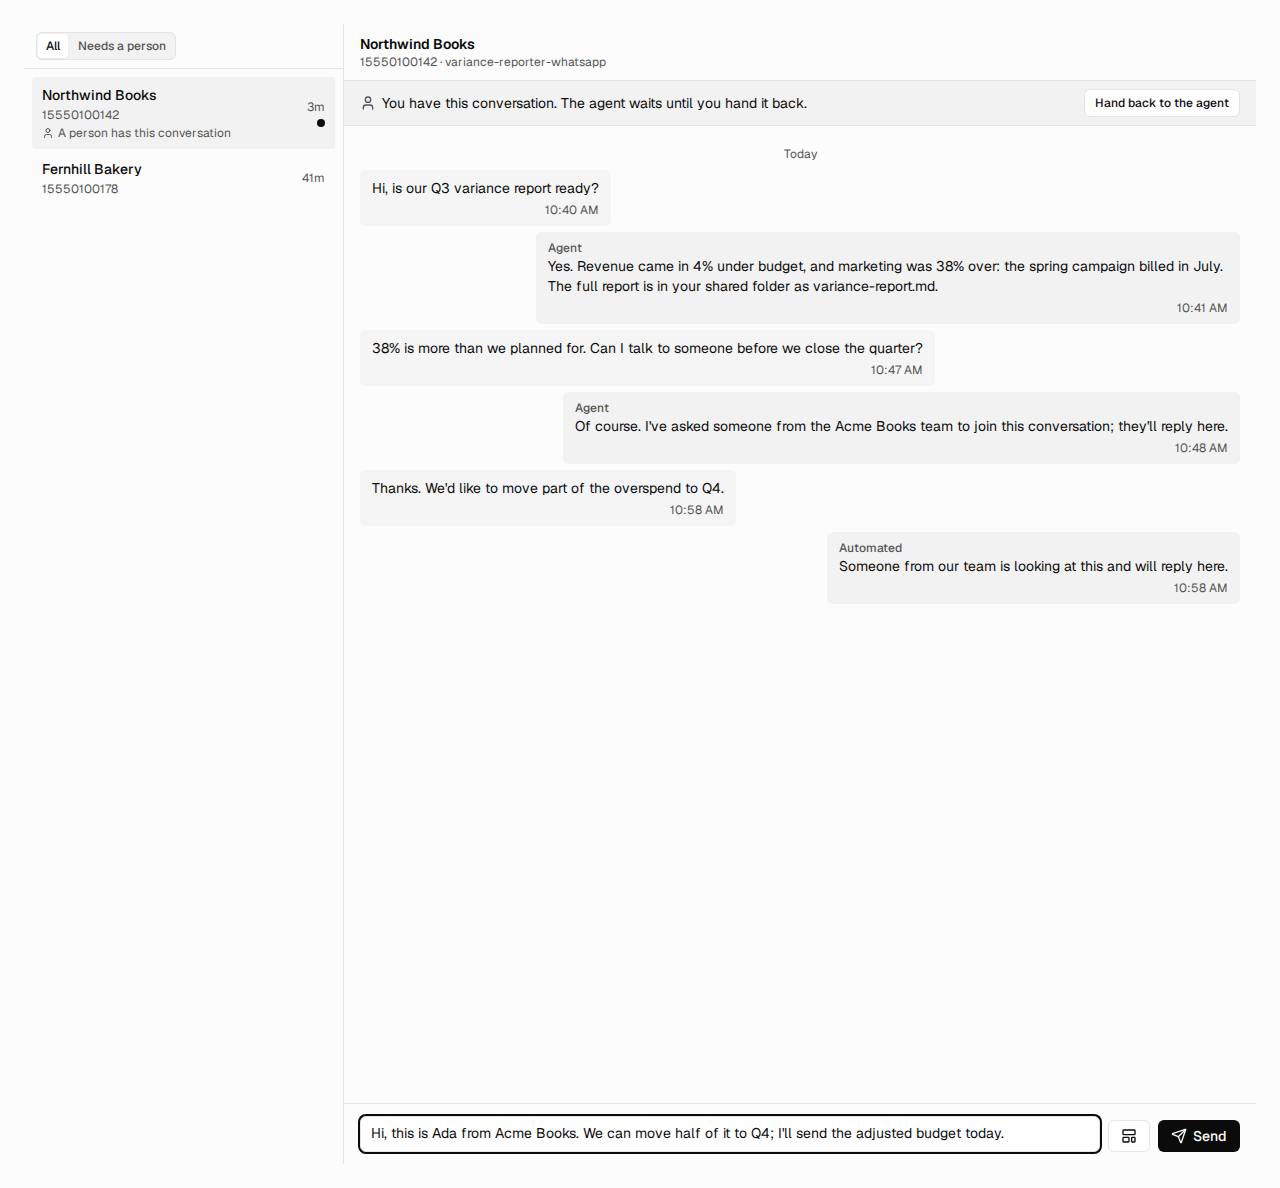 All
Needs a person
Northwind Books
15550100142
A person has this conversation
3m
Fernhill Bakery
15550100178
41m
Northwind Books
15550100142 · variance-reporter-whatsapp
You have this conversation. The agent waits until you hand it back.
Hand back to the agent
Today
Hi, is our Q3 variance report ready?
10:40 AM
Agent
Yes. Revenue came in 4% under budget, and marketing was 38% over: the spring campaign billed in July.
The full report is in your shared folder as variance-report.md.
10:41 AM
38% is more than we planned for. Can I talk to someone before we close the quarter?
10:47 AM
Agent
Of course. I've asked someone from the Acme Books team to join this conversation; they'll reply here.
10:48 AM
Thanks. We'd like to move part of the overspend to Q4.
10:58 AM
Automated
Someone from our team is looking at this and will reply here.
10:58 AM
Hi, this is Ada from Acme Books. We can move half of it to Q4; I'll send the adjusted budget today.
Send